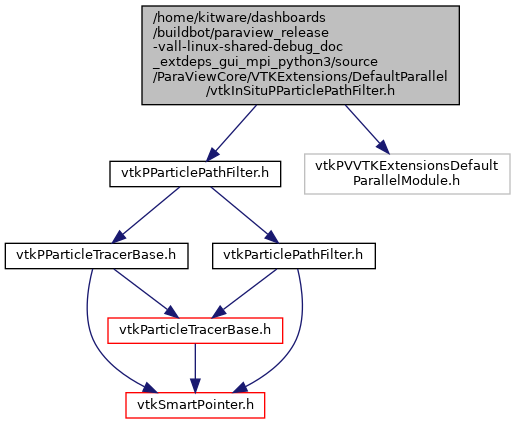 /home/kitware/dashboards
/buildbot/paraview_release
-vall-linux-shared-debug_doc
_extdeps_gui_mpi_python3/source
/ParaViewCore/VTKExtensions/DefaultParallel
/vtkInSituPParticlePathFilter.h
vtkPParticlePathFilter.h
vtkPVVTKExtensionsDefault
ParallelModule.h
vtkPParticleTracerBase.h
vtkParticlePathFilter.h
vtkParticleTracerBase.h
vtkSmartPointer.h